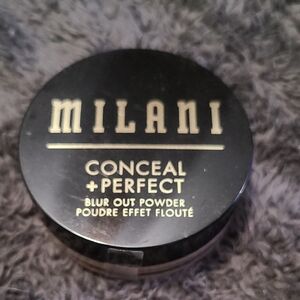 MILANI
CONCEAL
+PERFECT
BLUR OUT POWDER
POUDRE EFFET FLOUTÉ